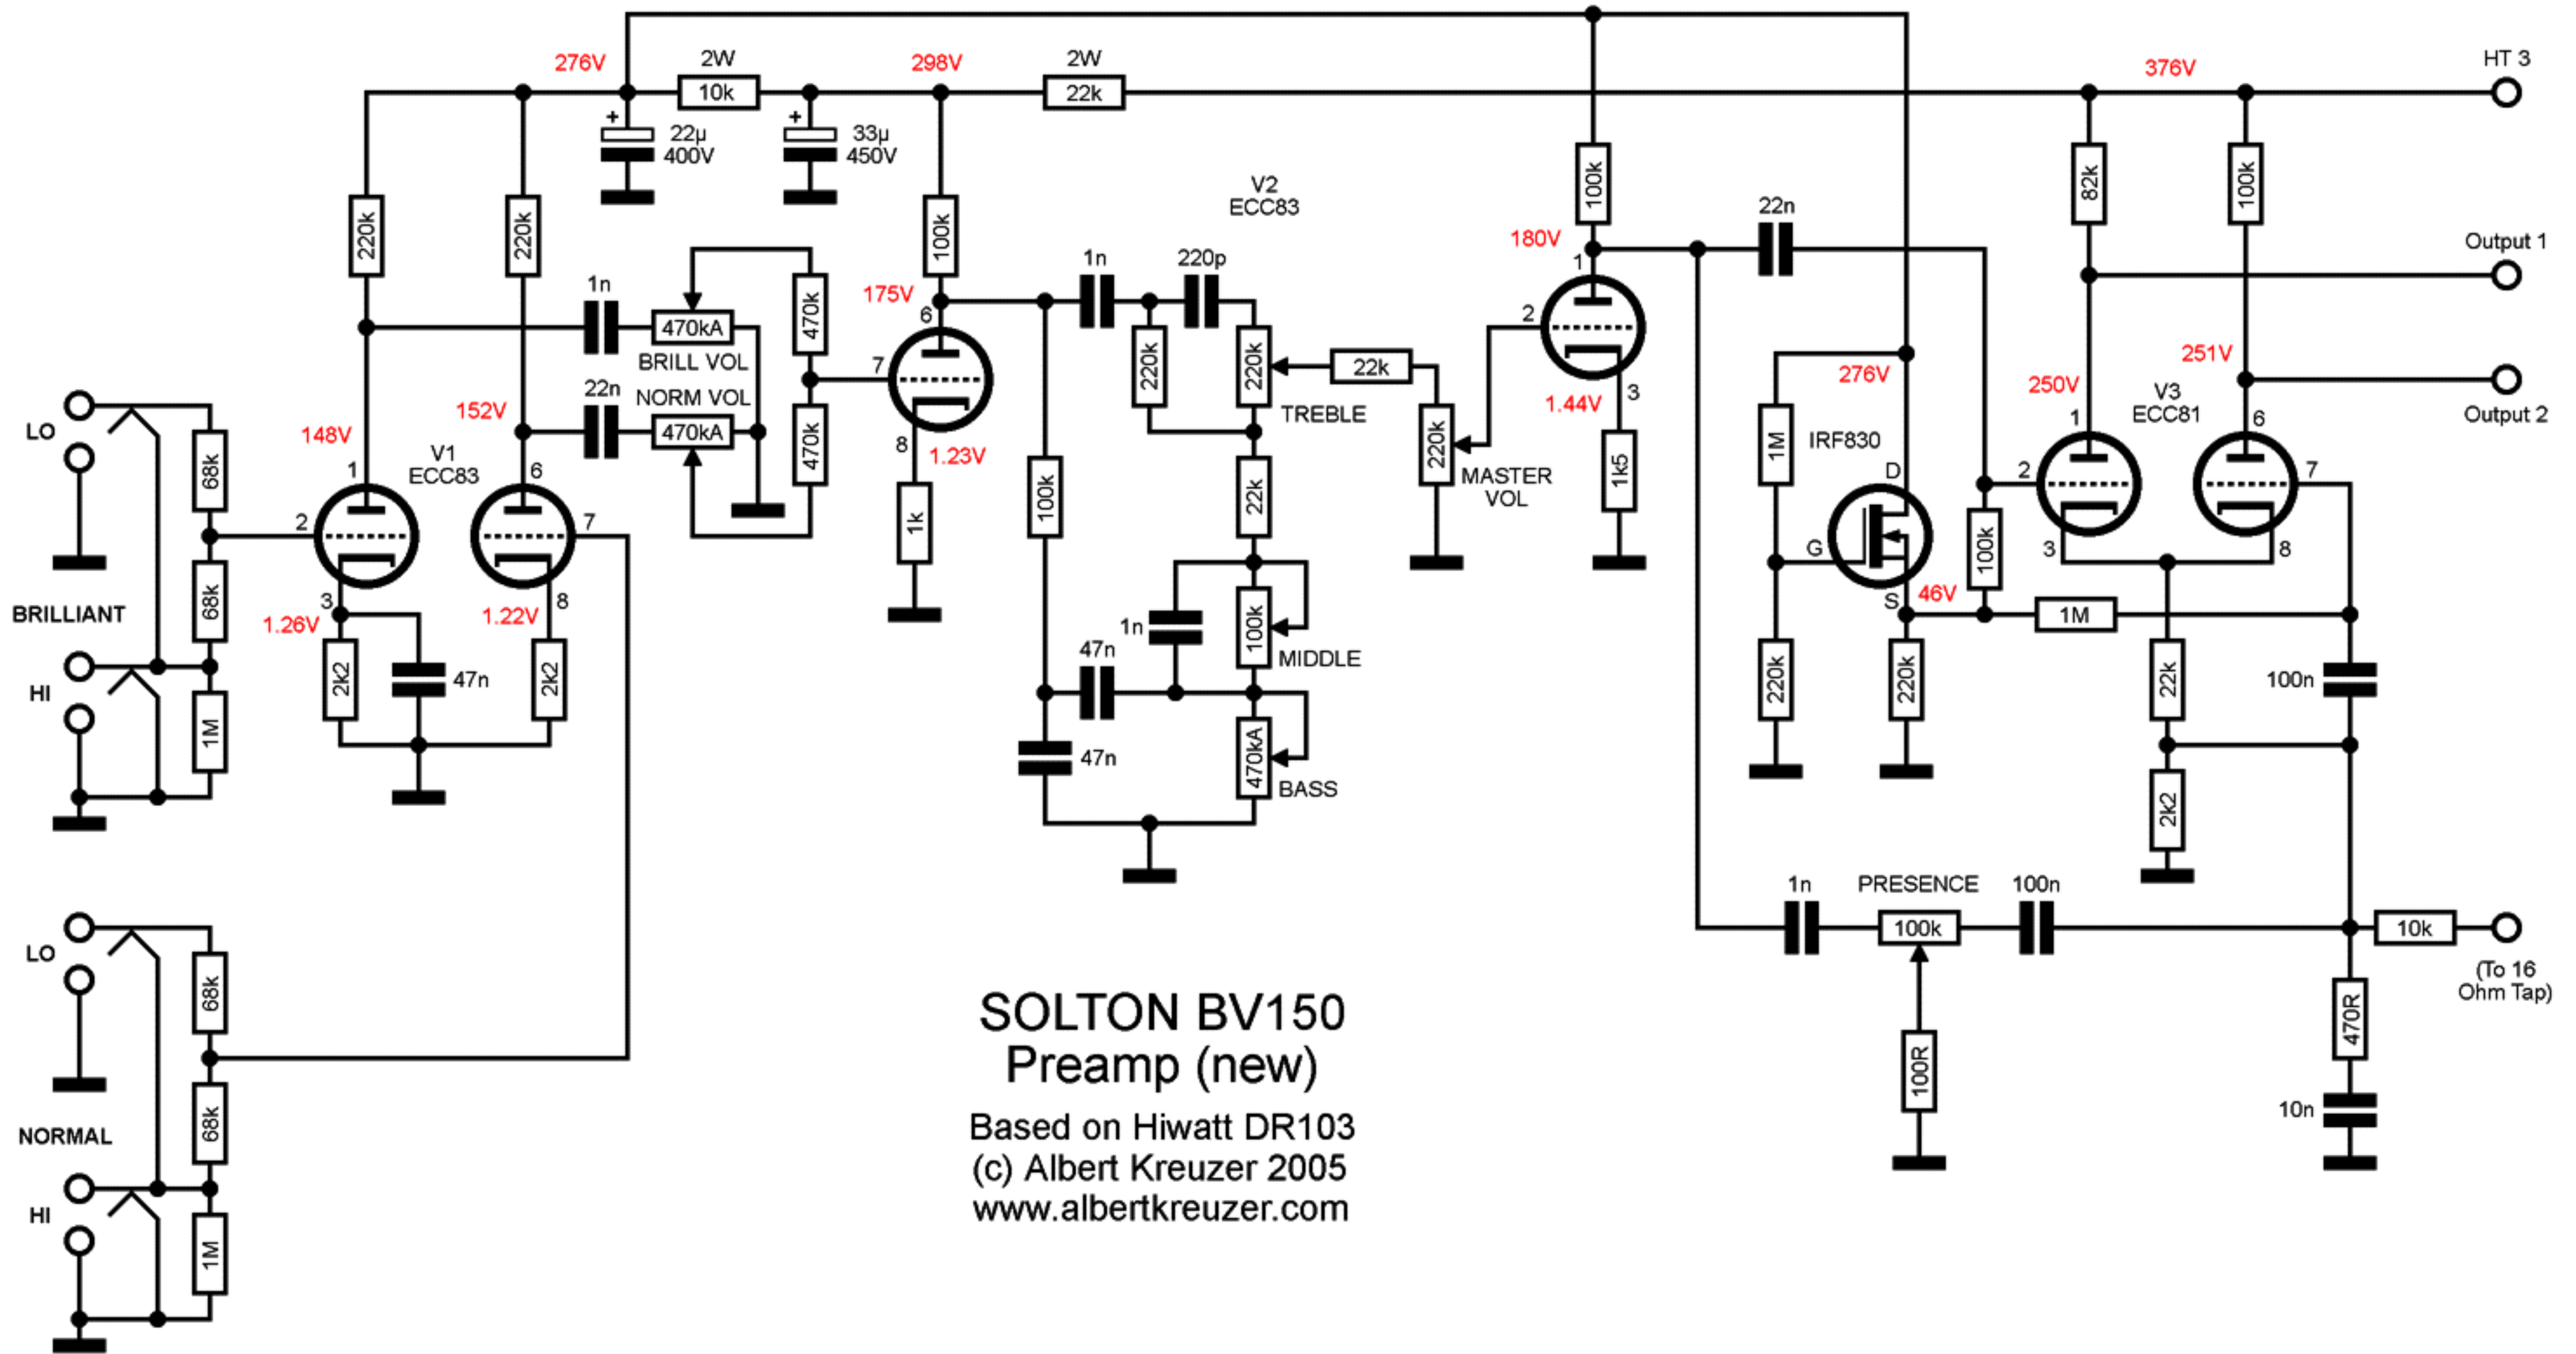 276V
2W
10k
298V
2W
22k
376V
HT 3
+
22µ
400V
+
33µ
450V
220k
220k
100k
V2
ECC83
100k
22n
82k
100k
Output 1
180V
1
1n
470kA
BRILL VOL
470k
175V
6
7
1n
220p
220k
220k
TREBLE
22k
2
276V
251V
250V
V3
ECC81
Output 2
LO
68k
148V
1
V1
ECC83
152V
6
22n
NORM VOL
470kA
470k
8
1.23V
1k
100k
22k
220k
MASTER
VOL
1.44V
3
1k5
1M
IRF830
D
G
S
46V
100k
2
1
6
7
3
8
2
7
68k
BRILLIANT
3
1.26V
1.22V
8
2k2
47n
2k2
HI
1M
1n
100k
MIDDLE
47n
47n
470kA
BASS
220k
220k
1M
22k
100n
2k2
1n
PRESENCE
100k
100n
10k
(To 16
Ohm Tap)
100R
470R
10n
LO
68k
68k
NORMAL
HI
1M
SOLTON BV150
Preamp (new)
Based on Hiwatt DR103
(c) Albert Kreuzer 2005
www.albertkreuzer.com